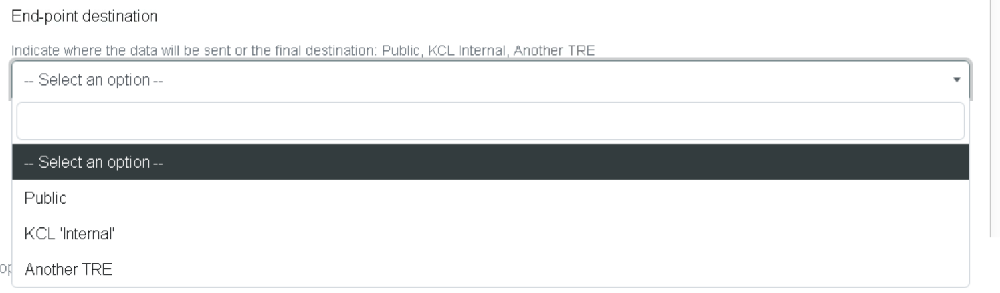 End-point destination
Indicate where the data will be sent or the final destination: Public, KCL Internal, Another TRE
-- Select an option --
-- Select an option --
Public
KCL 'Internal'
Another TRE